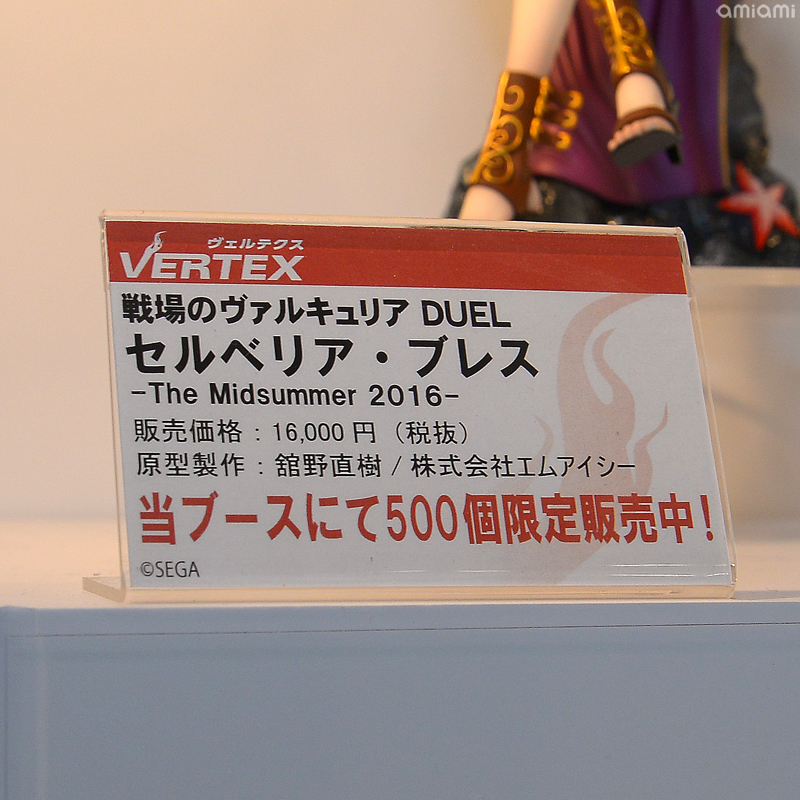 amiami
ヴェルテクス
VERTEX
戦場のヴァルキュリア DUEL
セルベリア・ブレス
-The Midsummer 2016-
販売価格：16,000円（税抜）
原型製作：舘野直樹/株式会社エムアイシー
当ブースにて500個限定販売中!
©SEGA